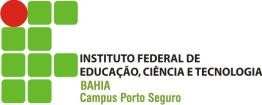 INSTITUTO FEDERAL DE
EDUCAÇÃO, CIÊNCIA E TECNOLOGIA
BAHIA
Campus Porto Seguro